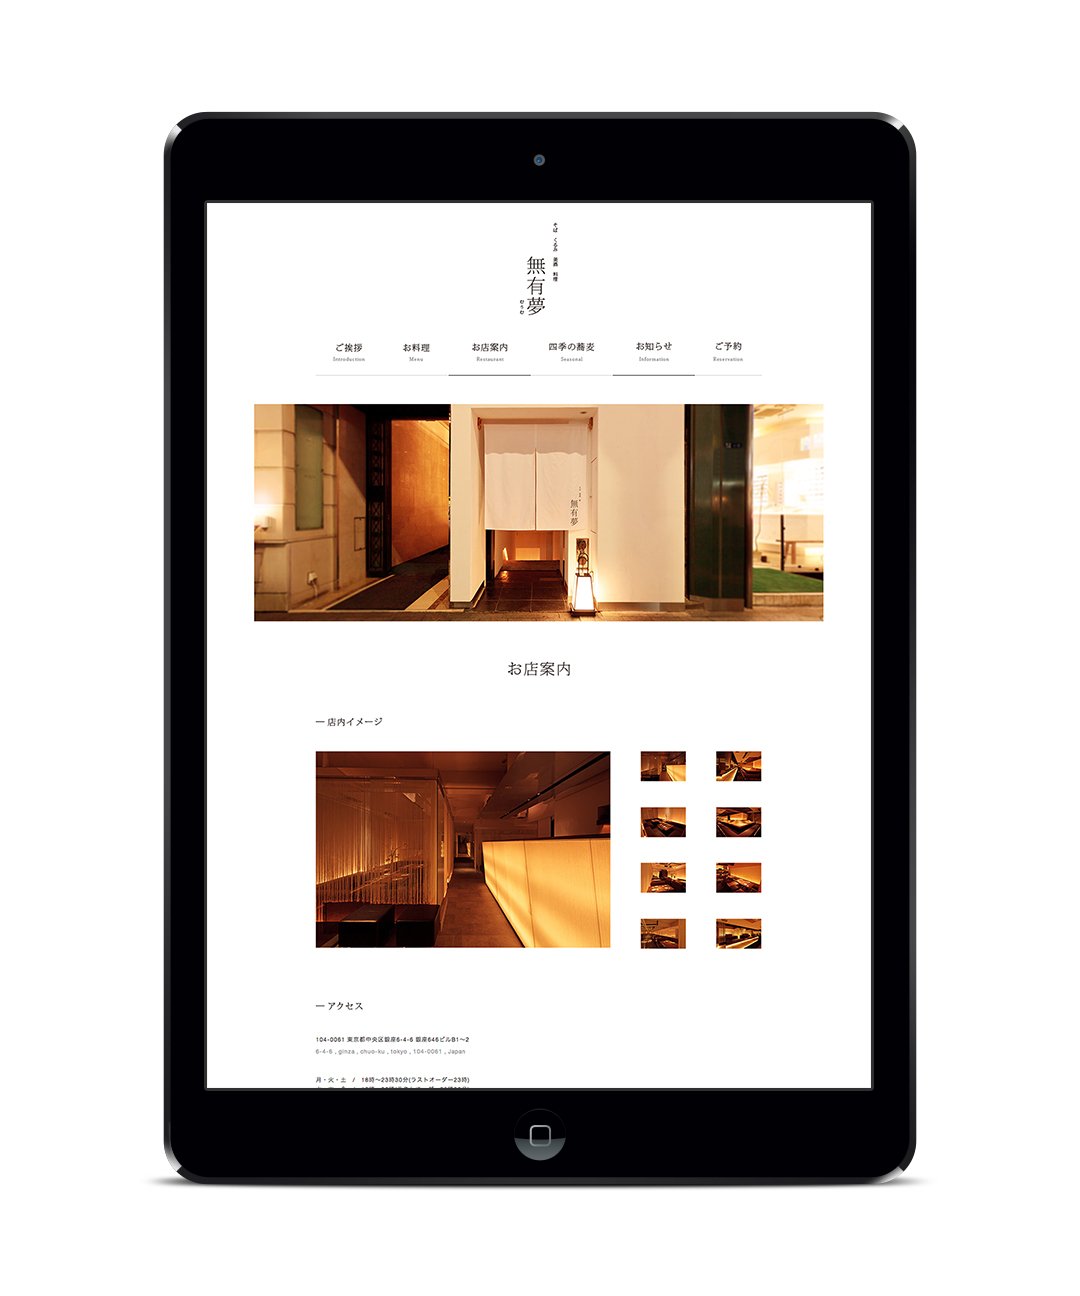 そば くるみ 美酒 料理
無有夢
むうむ
ご挨拶 お料理 お店案内 四季の蕎麦 お知らせ ご予約
Introduction Menu Restaurant Seasonal Information Reservation
無有夢
お店案内
― 店内イメージ
― アクセス
104-0061 東京都中央区銀座6-4-6 銀座646ビルB1〜2
6-4-6 , ginza , chuo-ku , tokyo , 104-0061 , Japan
月・火・土 / 18時〜23時30分(ラストオーダー23時)